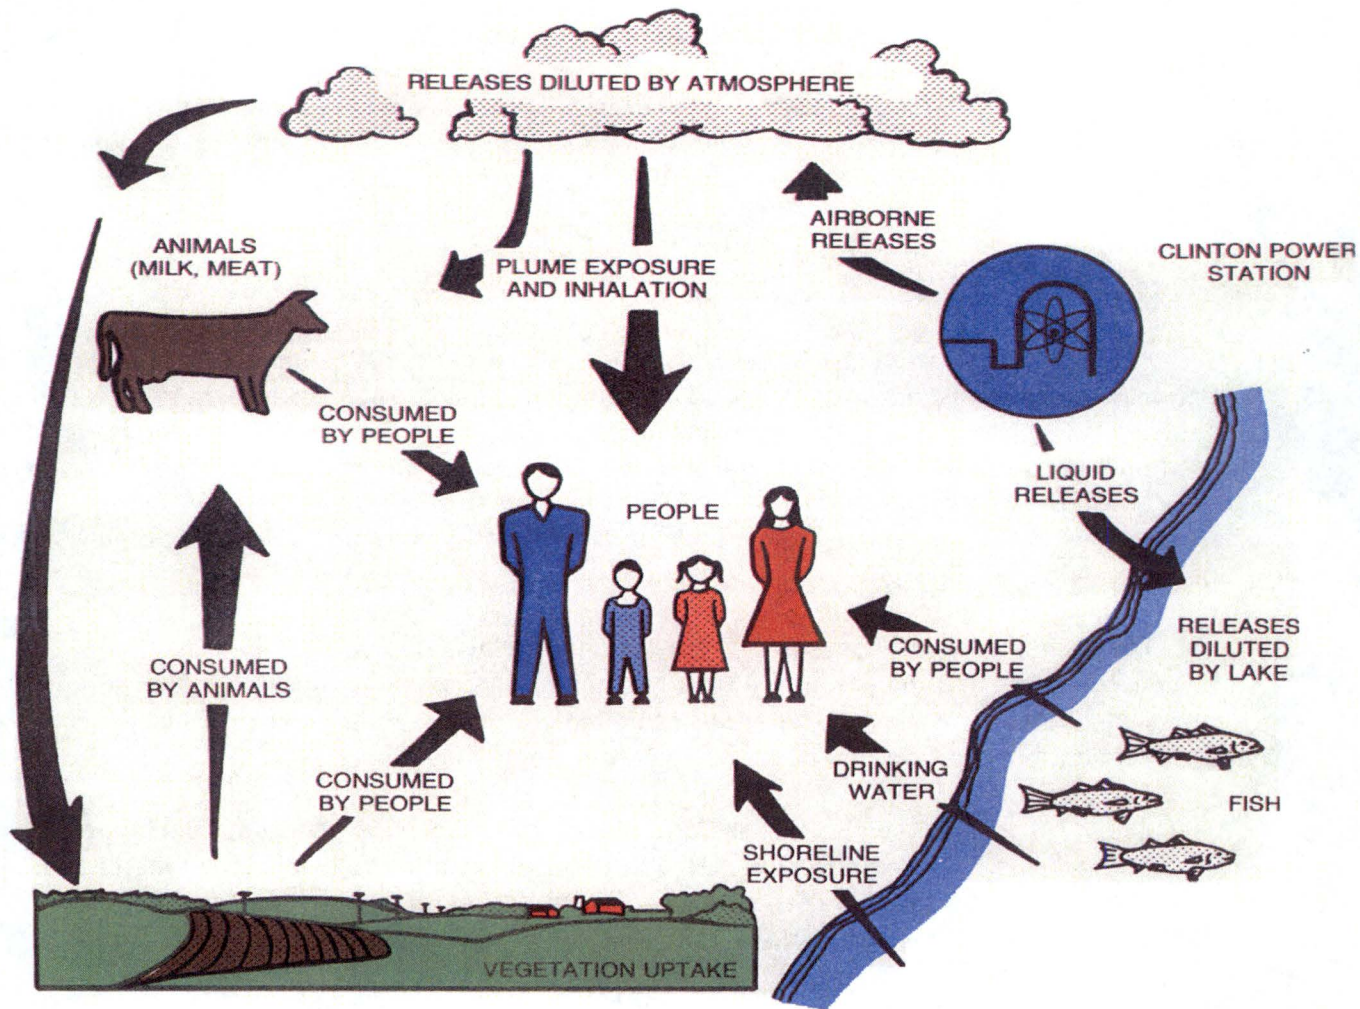 RELEASES DILUTED BY ATMOSPHERE
AIRBORNE
RELEASES
CLINTON POWER
STATION
ANIMALS
(MILK, MEAT)
PLUME EXPOSURE
AND INHALATION
CONSUMED
BY PEOPLE
LIQUID
RELEASES
PEOPLE
RELEASES
DILUTED
BY LAKE
CONSUMED
BY PEOPLE
CONSUMED
BY ANIMALS
CONSUMED
BY PEOPLE
DRINKING
WATER
FISH
SHORELINE
EXPOSURE
VEGETATION UPTAKE